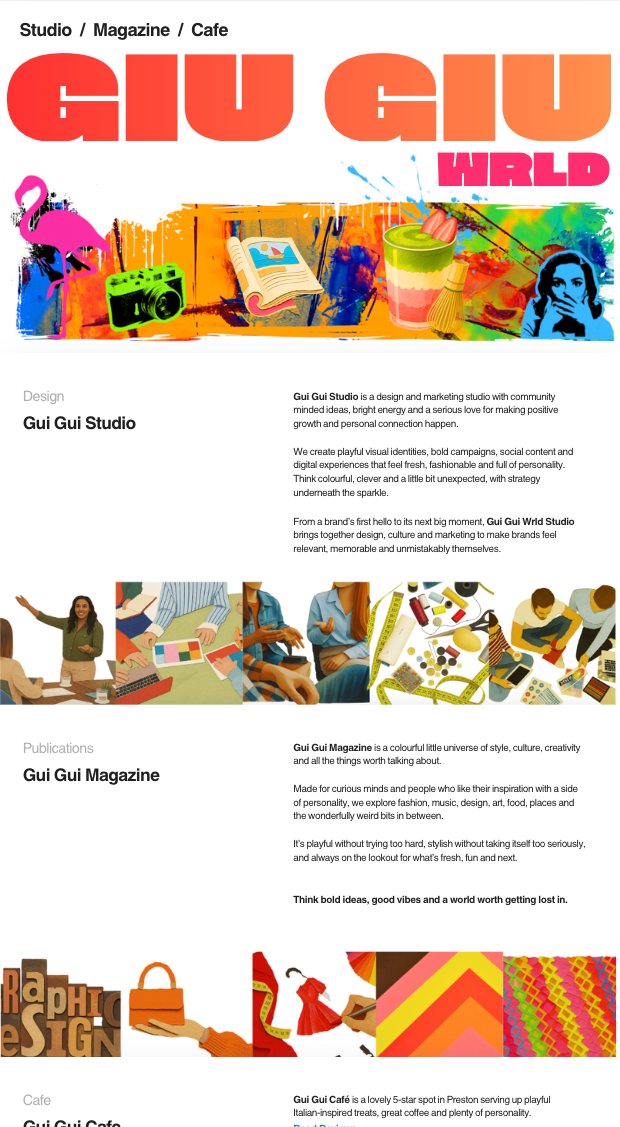 Studio / Magazine / Cafe
GIU GIU
WRLD
Design
Gui Gui Studio
Gui Gui Studio is a design and marketing studio with community
minded ideas, bright energy and a serious love for making positive
growth and personal connection happen.
We create playful visual identities, bold campaigns, social content and
digital experiences that feel fresh, fashionable and full of personality.
Think colourful, clever and a little bit unexpected, with strategy
underneath the sparkle.
From a brand's first hello to its next big moment, Gui Gui Wrld Studio
brings together design, culture and marketing to make brands feel
relevant, memorable and unmistakably themselves.
Publications
Gui Gui Magazine
Gui Gui Magazine is a colourful little universe of style, culture, creativity
and all the things worth talking about.
Made for curious minds and people who like their inspiration with a side
of personality, we explore fashion, music, design, art, food, places and
the wonderfully weird bits in between.
It's playful without trying too hard, stylish without taking itself too seriously,
and always on the lookout for what's fresh, fun and next.
Think bold ideas, good vibes and a world worth getting lost in.
RapHIC
eSIGN
Cafe
Gui Gui Cafe
Gui Gui Café is a lovely 5-star spot in Preston serving up playful
Italian-inspired treats, great coffee and plenty of personality.
Read Reviews